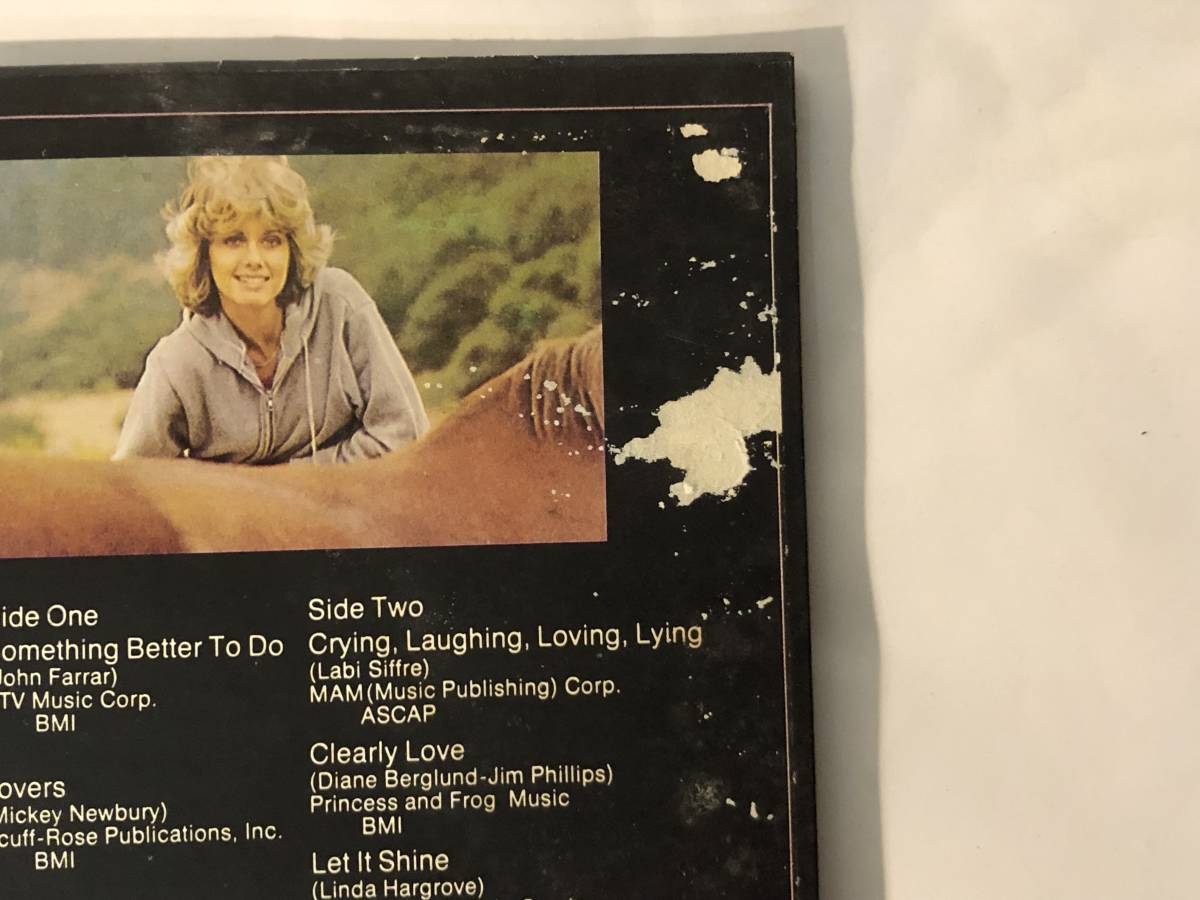 ide One
omething Better To Do
John Farrar)
TV Music Corp.
BMI
overs
Mickey Newbury)
cuff-Rose Publications, Inc.
BMI
Side Two
Crying, Laughing, Loving, Lying
(Labi Siffre)
MAM (Music Publishing) Corp.
ASCAP
Clearly Love
(Diane Berglund-Jim Phillips)
Princess and Frog Music
BMI
Let It Shine
(Linda Hargrove)